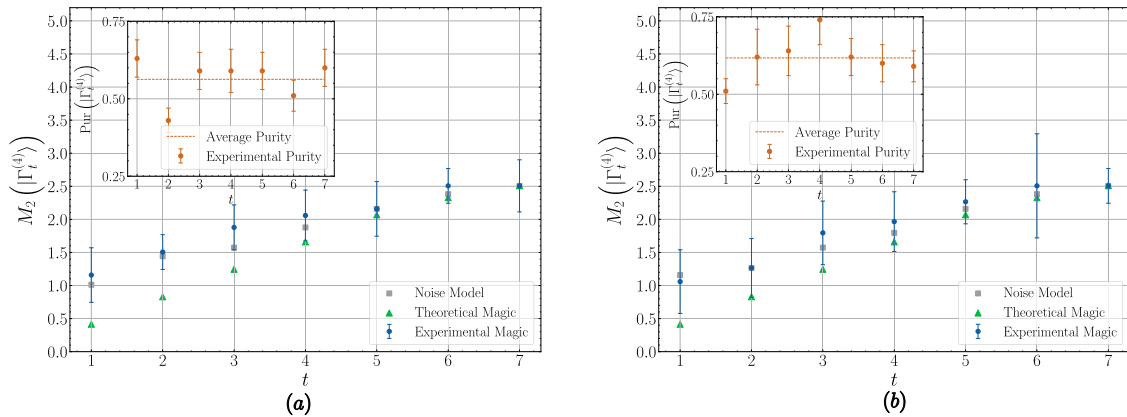 5.0
4.5
4.0
3.5
3.0
2.5
2.0
1.5
1.0
0.5
0.0
M₂ (|Γₜ⁽⁴⁾⟩)
1 2 3 4 5 6 7
t
0.75
0.50
0.25
Pur (|Γₜ⁽⁴⁾⟩)
1 2 3 4 5 6 7
t
Average Purity
Experimental Purity
Noise Model
Theoretical Magic
Experimental Magic
(a)
5.0
4.5
4.0
3.5
3.0
2.5
2.0
1.5
1.0
0.5
0.0
M₂ (|Γₜ⁽⁴⁾⟩)
1 2 3 4 5 6 7
t
0.75
0.50
0.25
Pur (|Γₜ⁽⁴⁾⟩)
1 2 3 4 5 6 7
t
Average Purity
Experimental Purity
Noise Model
Theoretical Magic
Experimental Magic
(b)